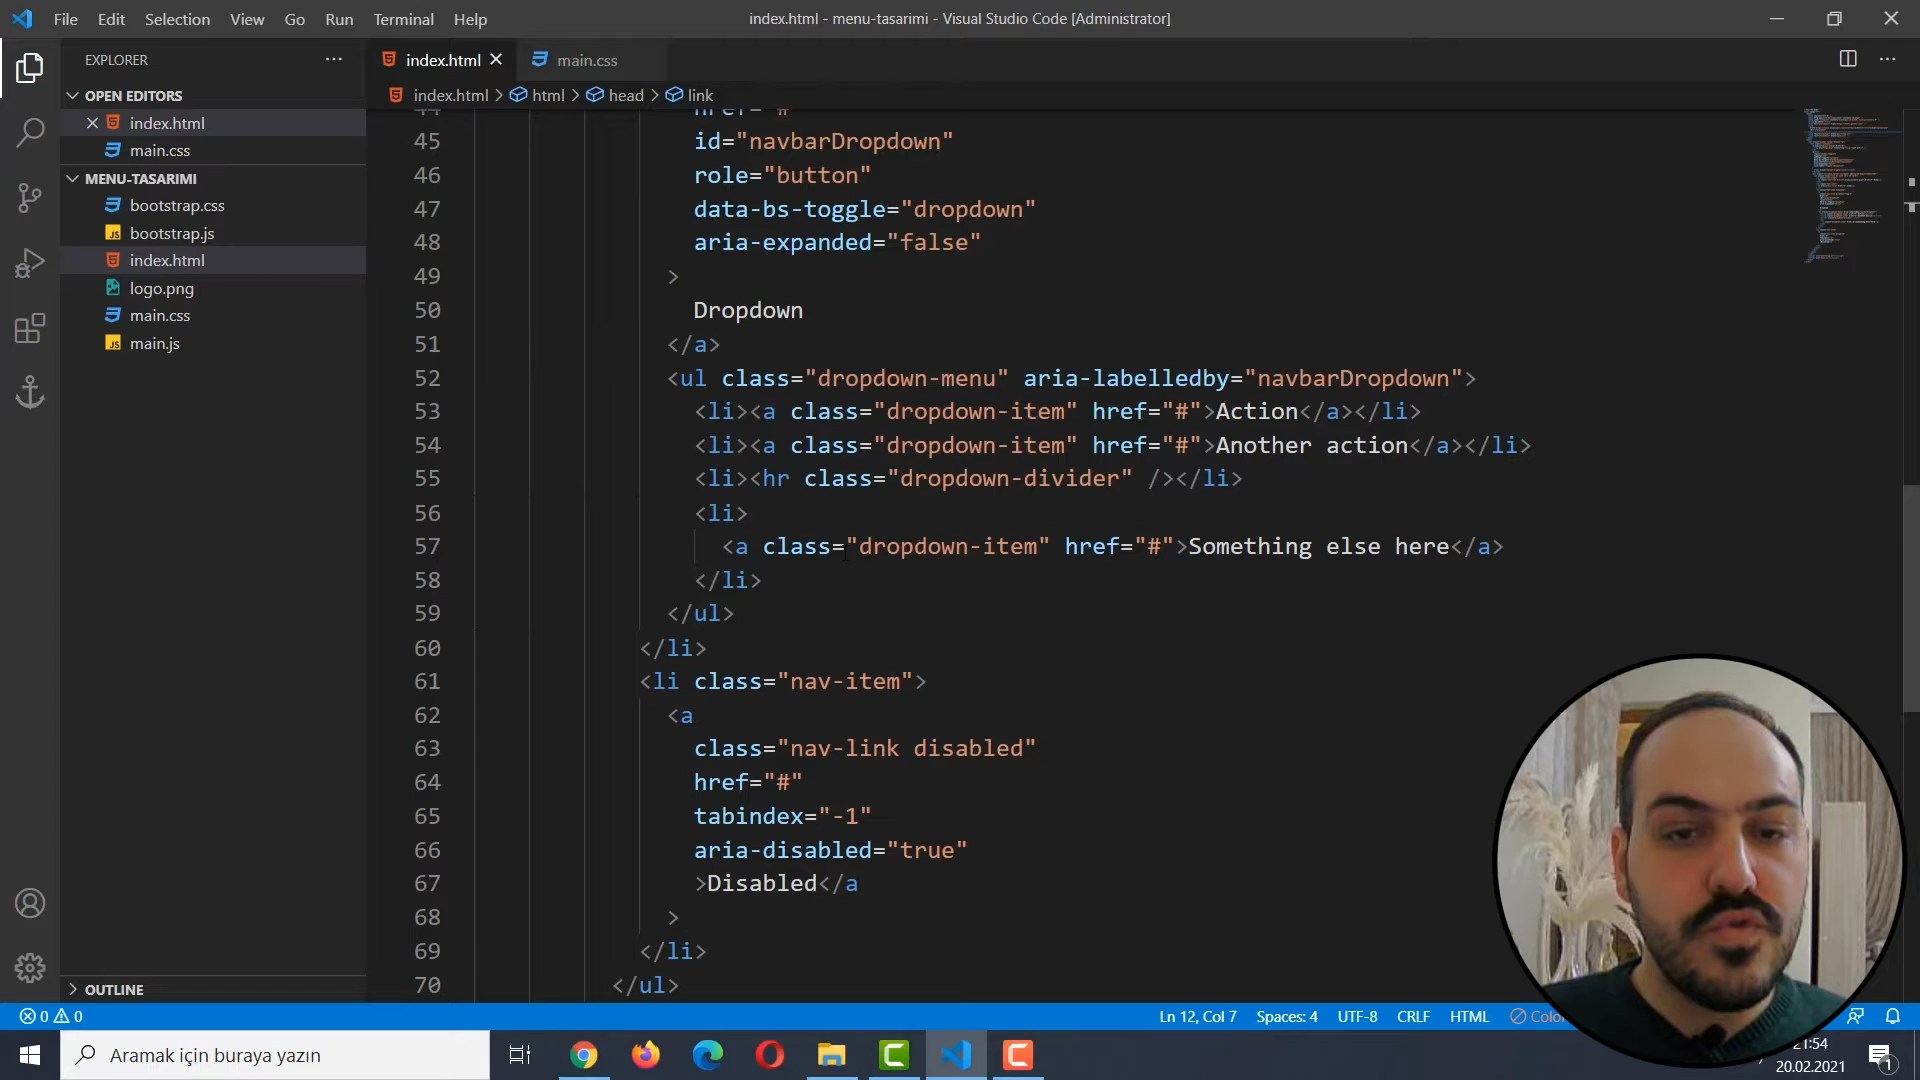 File Edit Selection View Go Run Terminal Help
index.html - menu-tasarimi - Visual Studio Code [Administrator]
EXPLORER
OPEN EDITORS
index.html
main.css
MENU-TASARIMI
bootstrap.css
bootstrap.js
index.html
logo.png
main.css
main.js
OUTLINE
index.html main.css
index.html > html > head > link
44 href="#"
45 id="navbarDropdown"
46 role="button"
47 data-bs-toggle="dropdown"
48 aria-expanded="false"
49 >
50 Dropdown
51 </a>
52 <ul class="dropdown-menu" aria-labelledby="navbarDropdown">
53 <li><a class="dropdown-item" href="#">Action</a></li>
54 <li><a class="dropdown-item" href="#">Another action</a></li>
55 <li><hr class="dropdown-divider" /></li>
56 <li>
57 <a class="dropdown-item" href="#">Something else here</a>
58 </li>
59 </ul>
60 </li>
61 <li class="nav-item">
62 <a
63 class="nav-link disabled"
64 href="#"
65 tabindex="-1"
66 aria-disabled="true"
67 >Disabled</a
68 >
69 </li>
70 </ul>
0 0
Ln 12, Col 7 Spaces: 4 UTF-8 CRLF HTML
Aramak için buraya yazın
21:54
20.02.2021
1